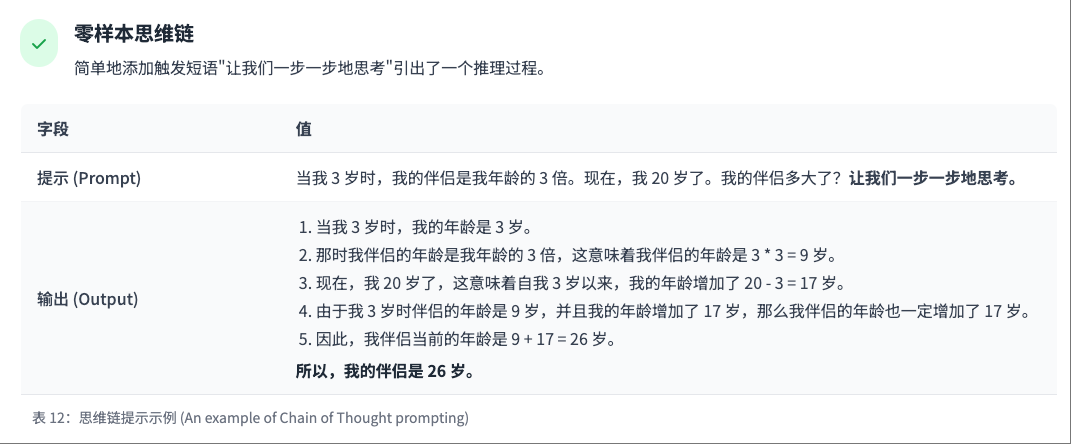 零样本思维链
简单地添加触发短语"让我们一步一步地思考"引出了一个推理过程。
字段 值
提示 (Prompt) 当我 3 岁时，我的伴侣是我年龄的 3 倍。现在，我 20 岁了。我的伴侣多大了？让我们一步一步地思考。
输出 (Output)
1. 当我 3 岁时，我的年龄是 3 岁。
2. 那时我伴侣的年龄是我年龄的 3 倍，这意味着我伴侣的年龄是 3 * 3 = 9 岁。
3. 现在，我 20 岁了，这意味着自我 3 岁以来，我的年龄增加了 20 - 3 = 17 岁。
4. 由于我 3 岁时伴侣的年龄是 9 岁，并且我的年龄增加了 17 岁，那么我伴侣的年龄也一定增加了 17 岁。
5. 因此，我伴侣当前的年龄是 9 + 17 = 26 岁。
所以，我的伴侣是 26 岁。
表 12：思维链提示示例 (An example of Chain of Thought prompting)